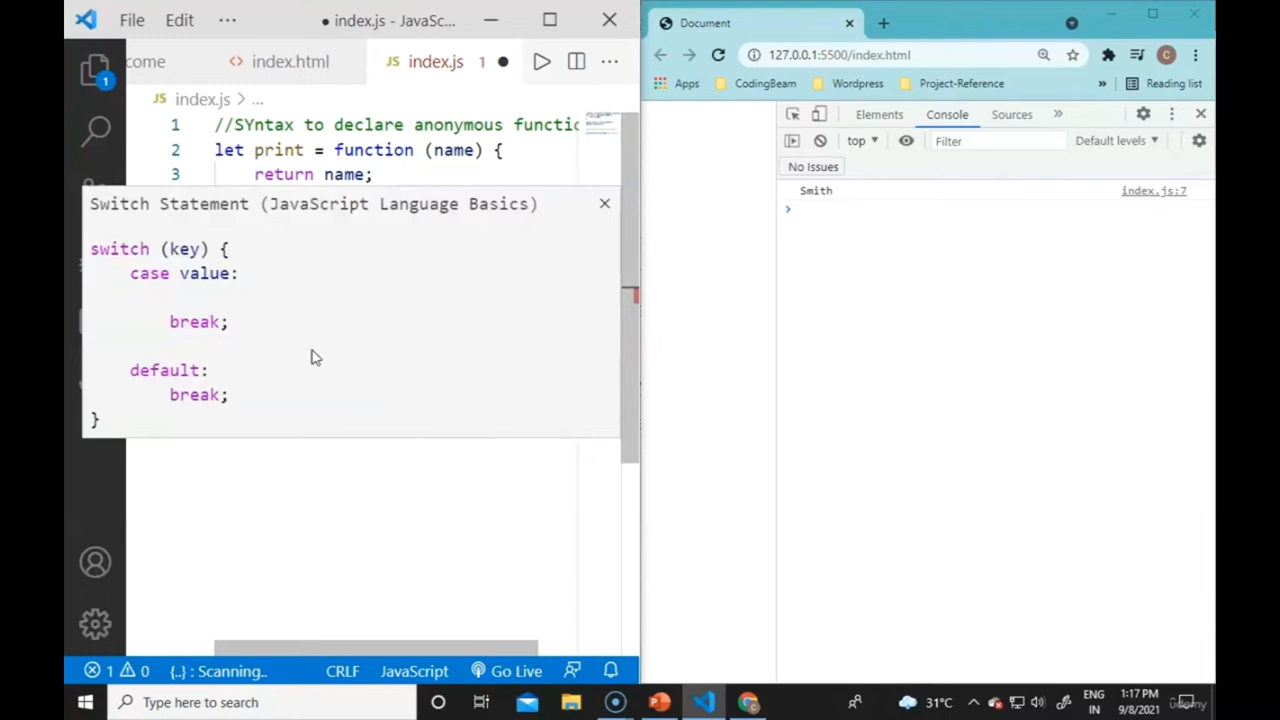 File Edit ··· ● index.js - JavaSc...
come <> index.html JS index.js 1 ●
JS index.js > ...
1 //SYntax to declare anonymous functio
2 let print = function (name) {
3 return name;
Switch Statement (JavaScript Language Basics)
switch (key) {
case value:
break;
default:
break;
}
1
1 0 {..} : Scanning.. CRLF JavaScript Go Live
Document
127.0.0.1:5500/index.html
C
Apps CodingBeam Wordpress Project-Reference » Reading list
Elements Console Sources »
top Filter Default levels
No Issues
Smith index.js:7
>
Type here to search
31°C ENG IN 1:17 PM 9/8/2021
Udemy